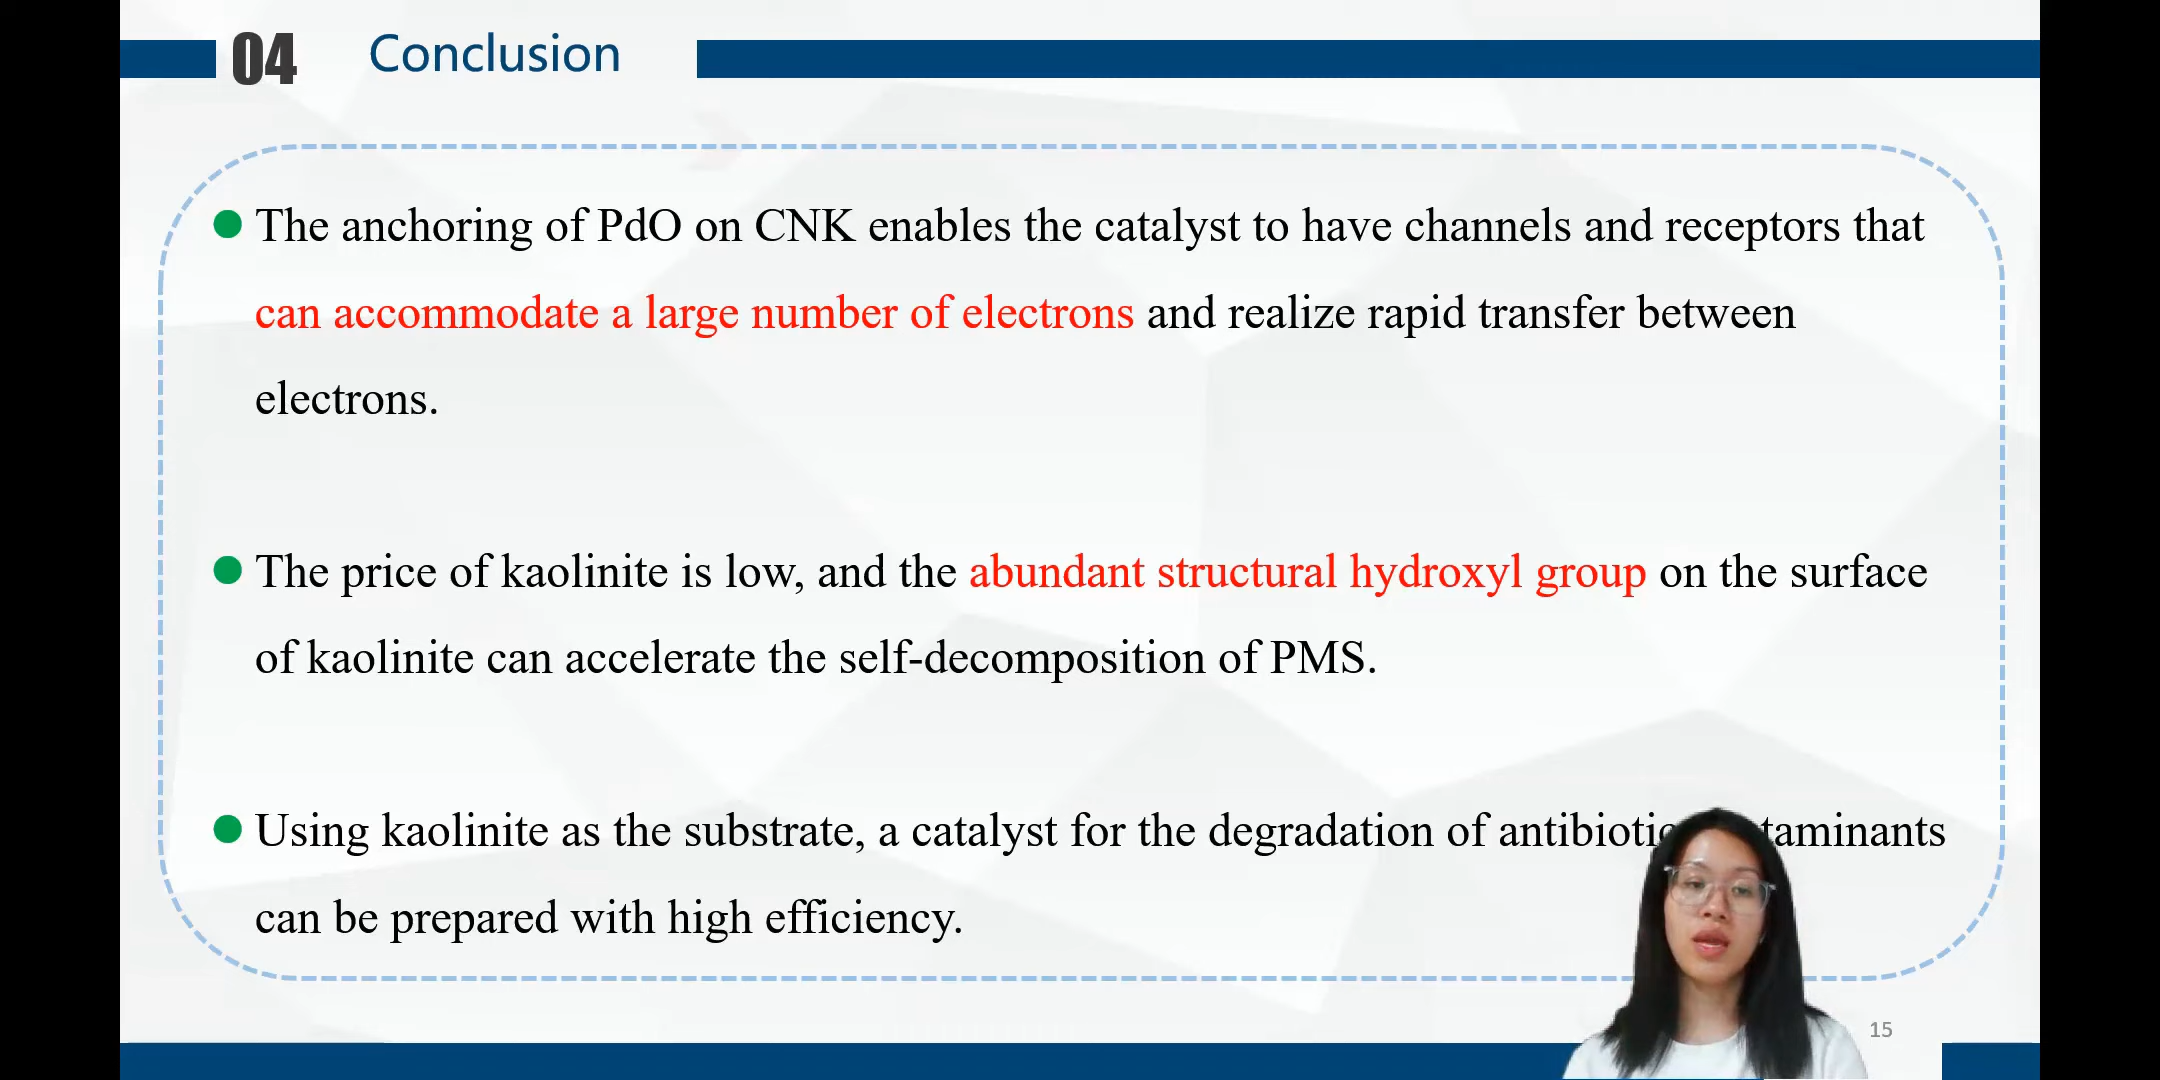 04 Conclusion
The anchoring of PdO on CNK enables the catalyst to have channels and receptors that
can accommodate a large number of electrons and realize rapid transfer between
electrons.
The price of kaolinite is low, and the abundant structural hydroxyl group on the surface
of kaolinite can accelerate the self-decomposition of PMS.
Using kaolinite as the substrate, a catalyst for the degradation of
can be prepared with high efficiency.
15